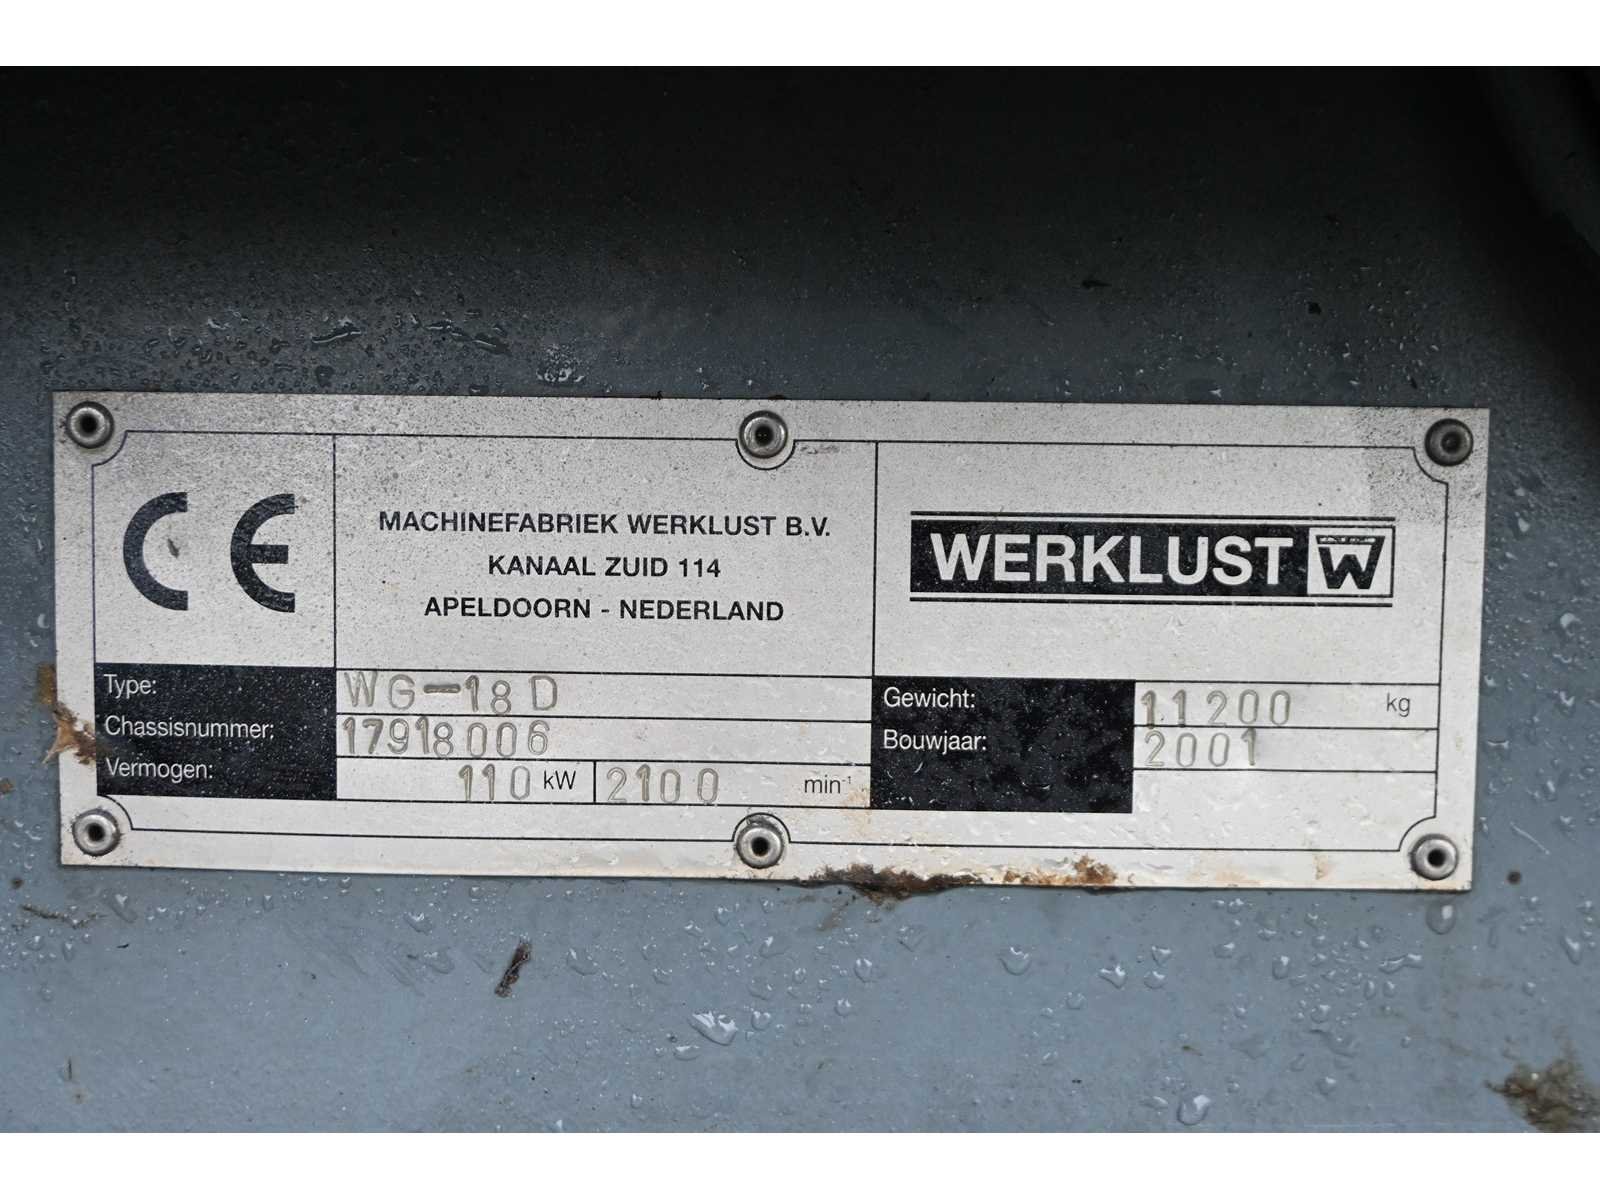 CE
MACHINEFABRIEK WERKLUST B.V.
KANAAL ZUID 114
APELDOORN - NEDERLAND
WERKLUST W
Type: WG-18D
Chassisnummer: 17918006
Vermogen: 110 kW 2100 min⁻¹
Gewicht: 11200 kg
Bouwjaar: 2001